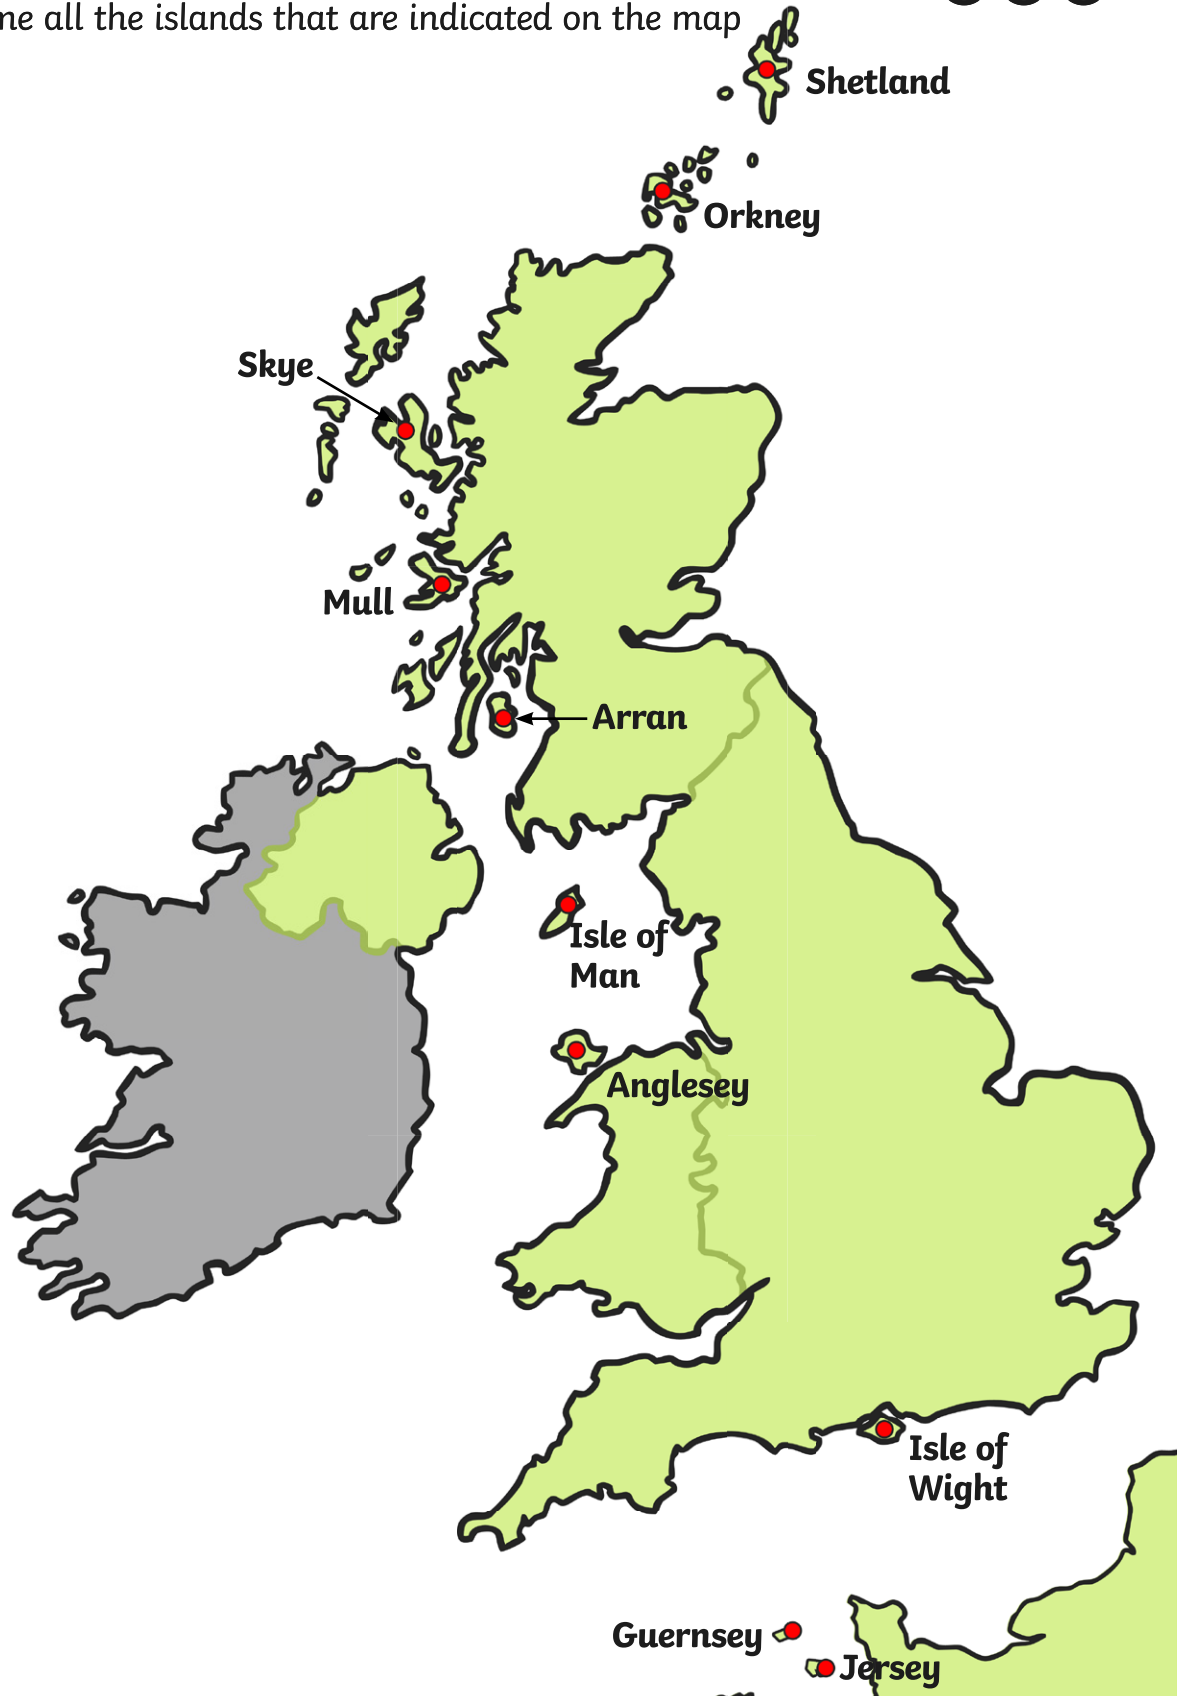 all the islands that are indicated on the map
Shetland
Orkney
Skye
Mull
Arran
Isle of
Man
Anglesey
Isle of
Wight
Guernsey
Jersey